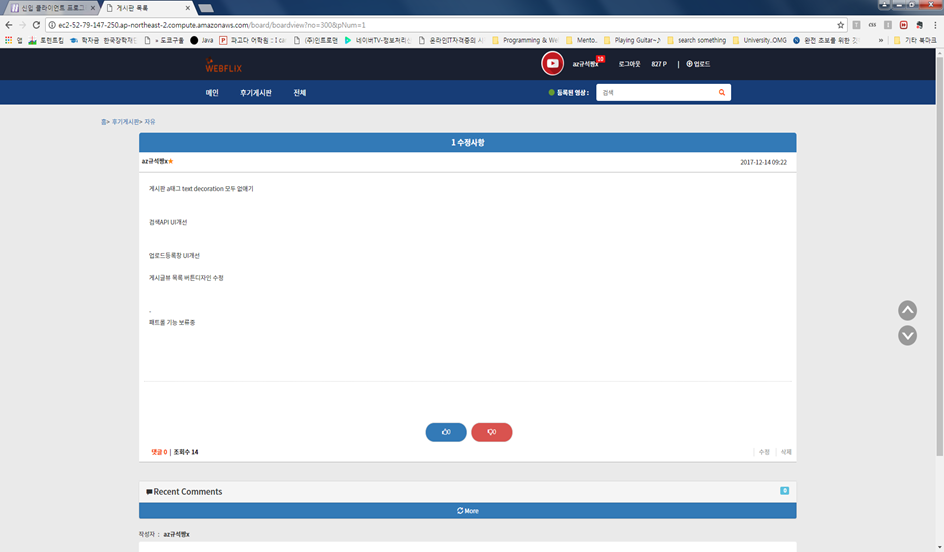 신입 클라이언트 프로그
게시판 목록
ec2-52-79-147-250.ap-northeast-2.compute.amazonaws.com/board/boardview?no=300&pNum=1
앱 토렌트킴 학자금 한국장학재 » 도쿄구울 Java 파고다 어학원 :: I ca (주)인트로맨 네이버TV-정보처리산 온라인IT자격증의 Programming & We Mento.. Playing Guitar~♪ search something University_OMG 완전 초보를 위한 » 기타 북마크
WEBFLIX
az규석짱x 10 로그아웃 827 P | 업로드
메인 후기게시판 전체 등록된 영상 : 검색
홈> 후기게시판> 자유
1 수정사항
az규석짱x★ 2017-12-14 09:22
게시판 a태그 text decoration 모두 없애기
검색API UI개선
업로드등록창 UI개선
게시글뷰 목록 버튼디자인 수정
-
패트롤 기능 보류중
0 0
댓글 0 | 조회수 14 수정 삭제
Recent Comments 0
More
작성자 : az규석짱x